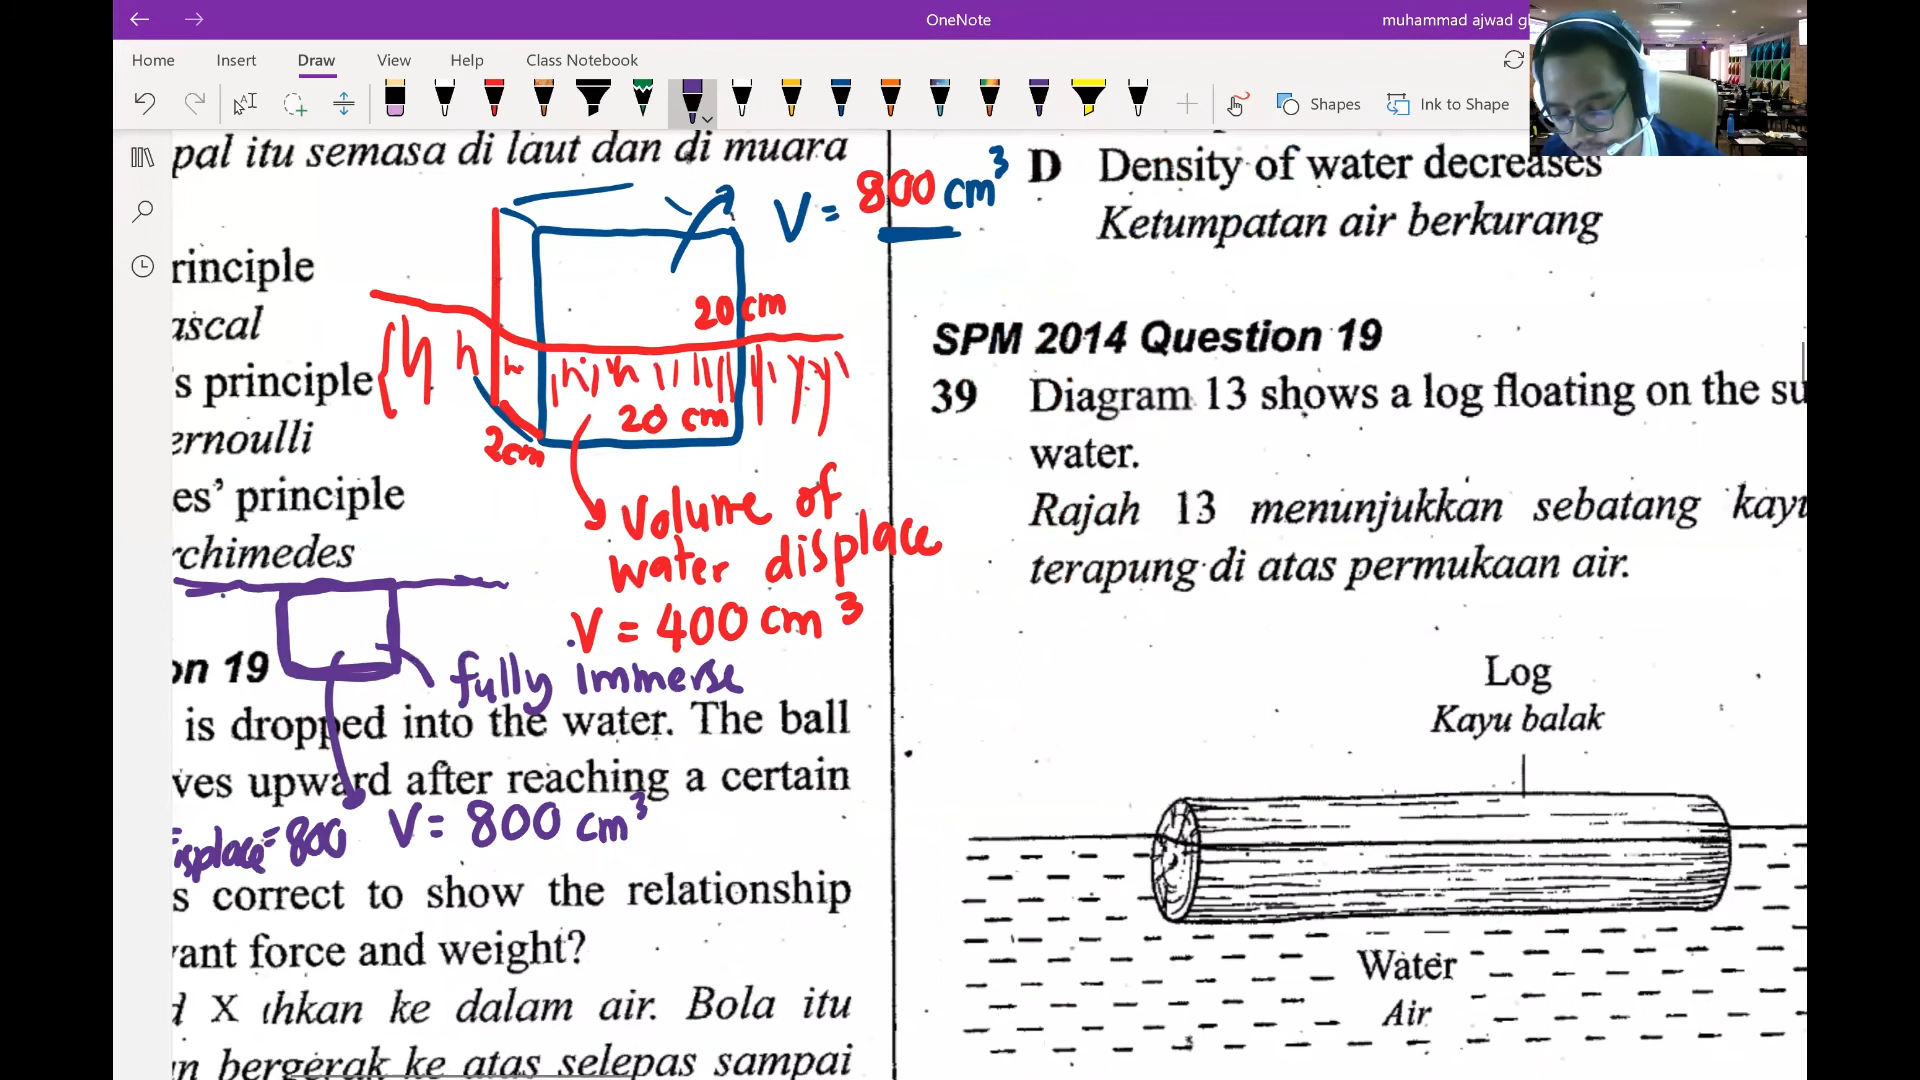 OneNote
muhammad ajwad g
Home Insert Draw View Help Class Notebook
Shapes Ink to Shape
pal itu semasa di laut dan di muara
rinciple
ascal
s principle
ernoulli
es' principle
rchimedes
V = 800 cm³
20 cm
20 cm
2cm
Volume of
water displace
V = 400 cm³
fully immerse
on 19
is dropped into the water. The ball
ves upward after reaching a certain
isplace = 800 V = 800 cm³
s correct to show the relationship
ant force and weight?
X ihkan ke dalam air. Bola itu
n bergerak ke atas selepas sampai
D Density of water decreases
Ketumpatan air berkurang
SPM 2014 Question 19
39 Diagram 13 shows a log floating on the su
water.
Rajah 13 menunjukkan sebatang kayu
terapung di atas permukaan air.
Log
Kayu balak
Water
Air